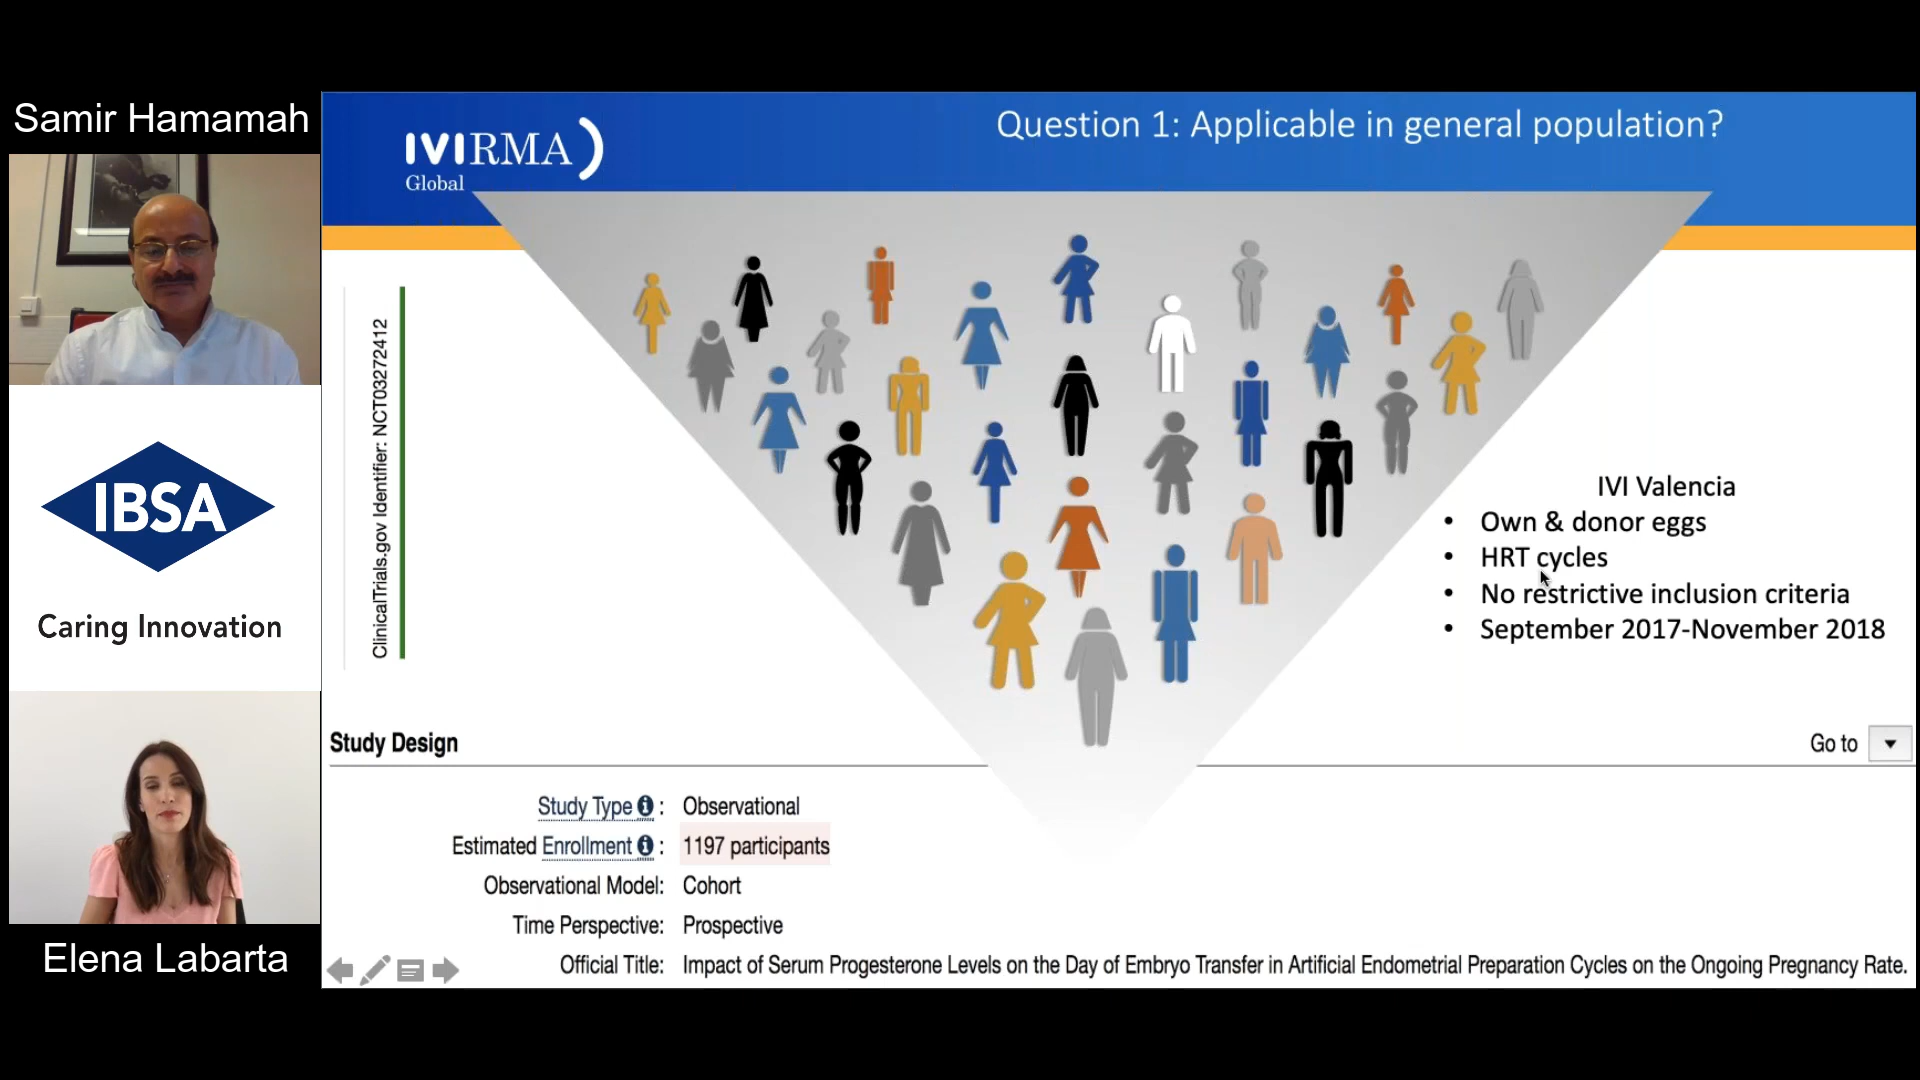 Samir Hamamah
IBSA
Caring Innovation
Elena Labarta
IVIRMA
Global
Question 1: Applicable in general population?
ClinicalTrials.gov Identifier: NCT03272412
IVI Valencia
• Own & donor eggs
• HRT cycles
• No restrictive inclusion criteria
• September 2017-November 2018
Study Design
Go to
Study Type i : Observational
Estimated Enrollment i : 1197 participants
Observational Model: Cohort
Time Perspective: Prospective
Official Title: Impact of Serum Progesterone Levels on the Day of Embryo Transfer in Artificial Endometrial Preparation Cycles on the Ongoing Pregnancy Rate.